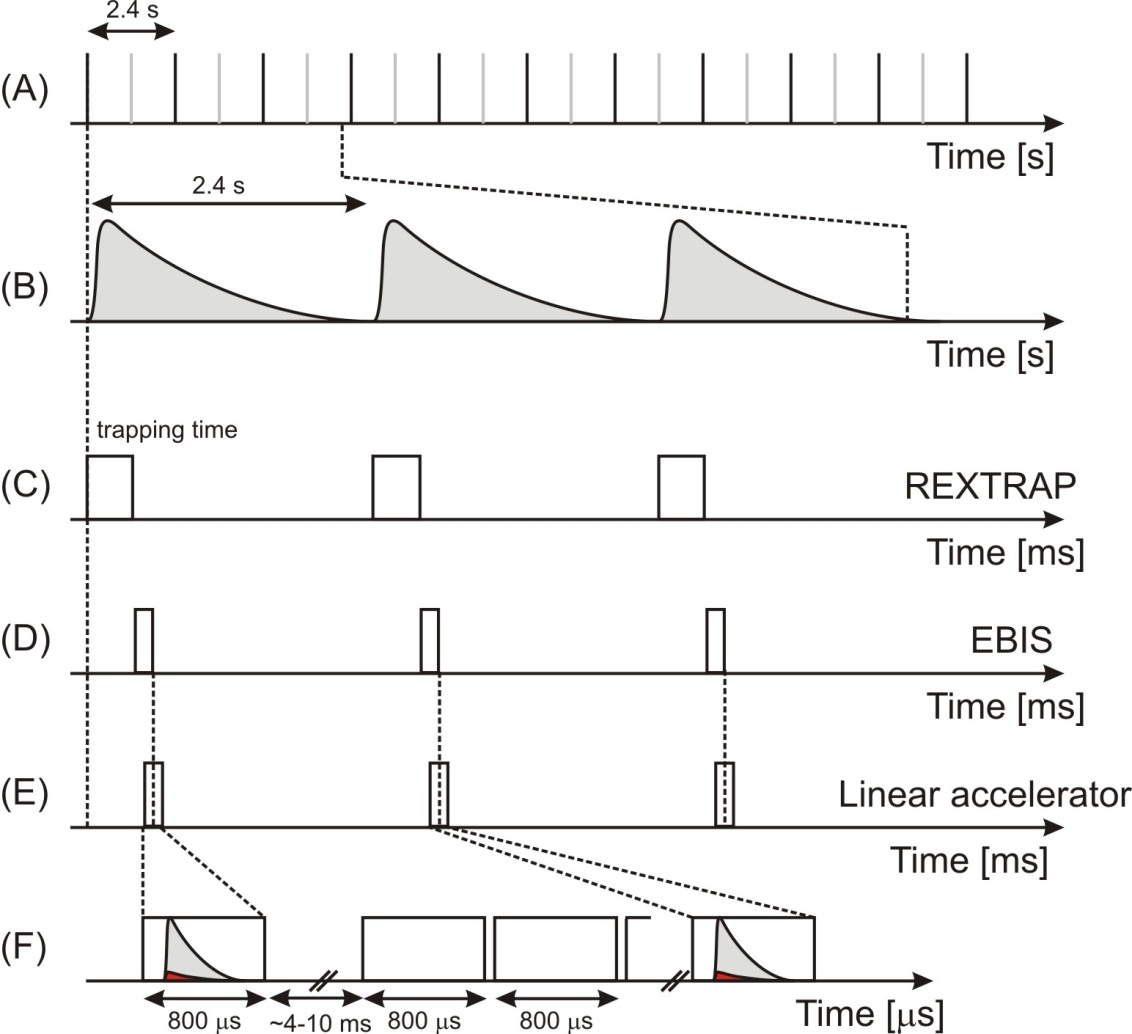 2.4 s
(A)
Time [s]
2.4 s
(B)
Time [s]
trapping time
(C)
REXTRAP
Time [ms]
(D)
EBIS
Time [ms]
(E)
Linear accelerator
Time [ms]
(F)
800 μs
~4-10 ms
800 μs
800 μs
Time [μs]